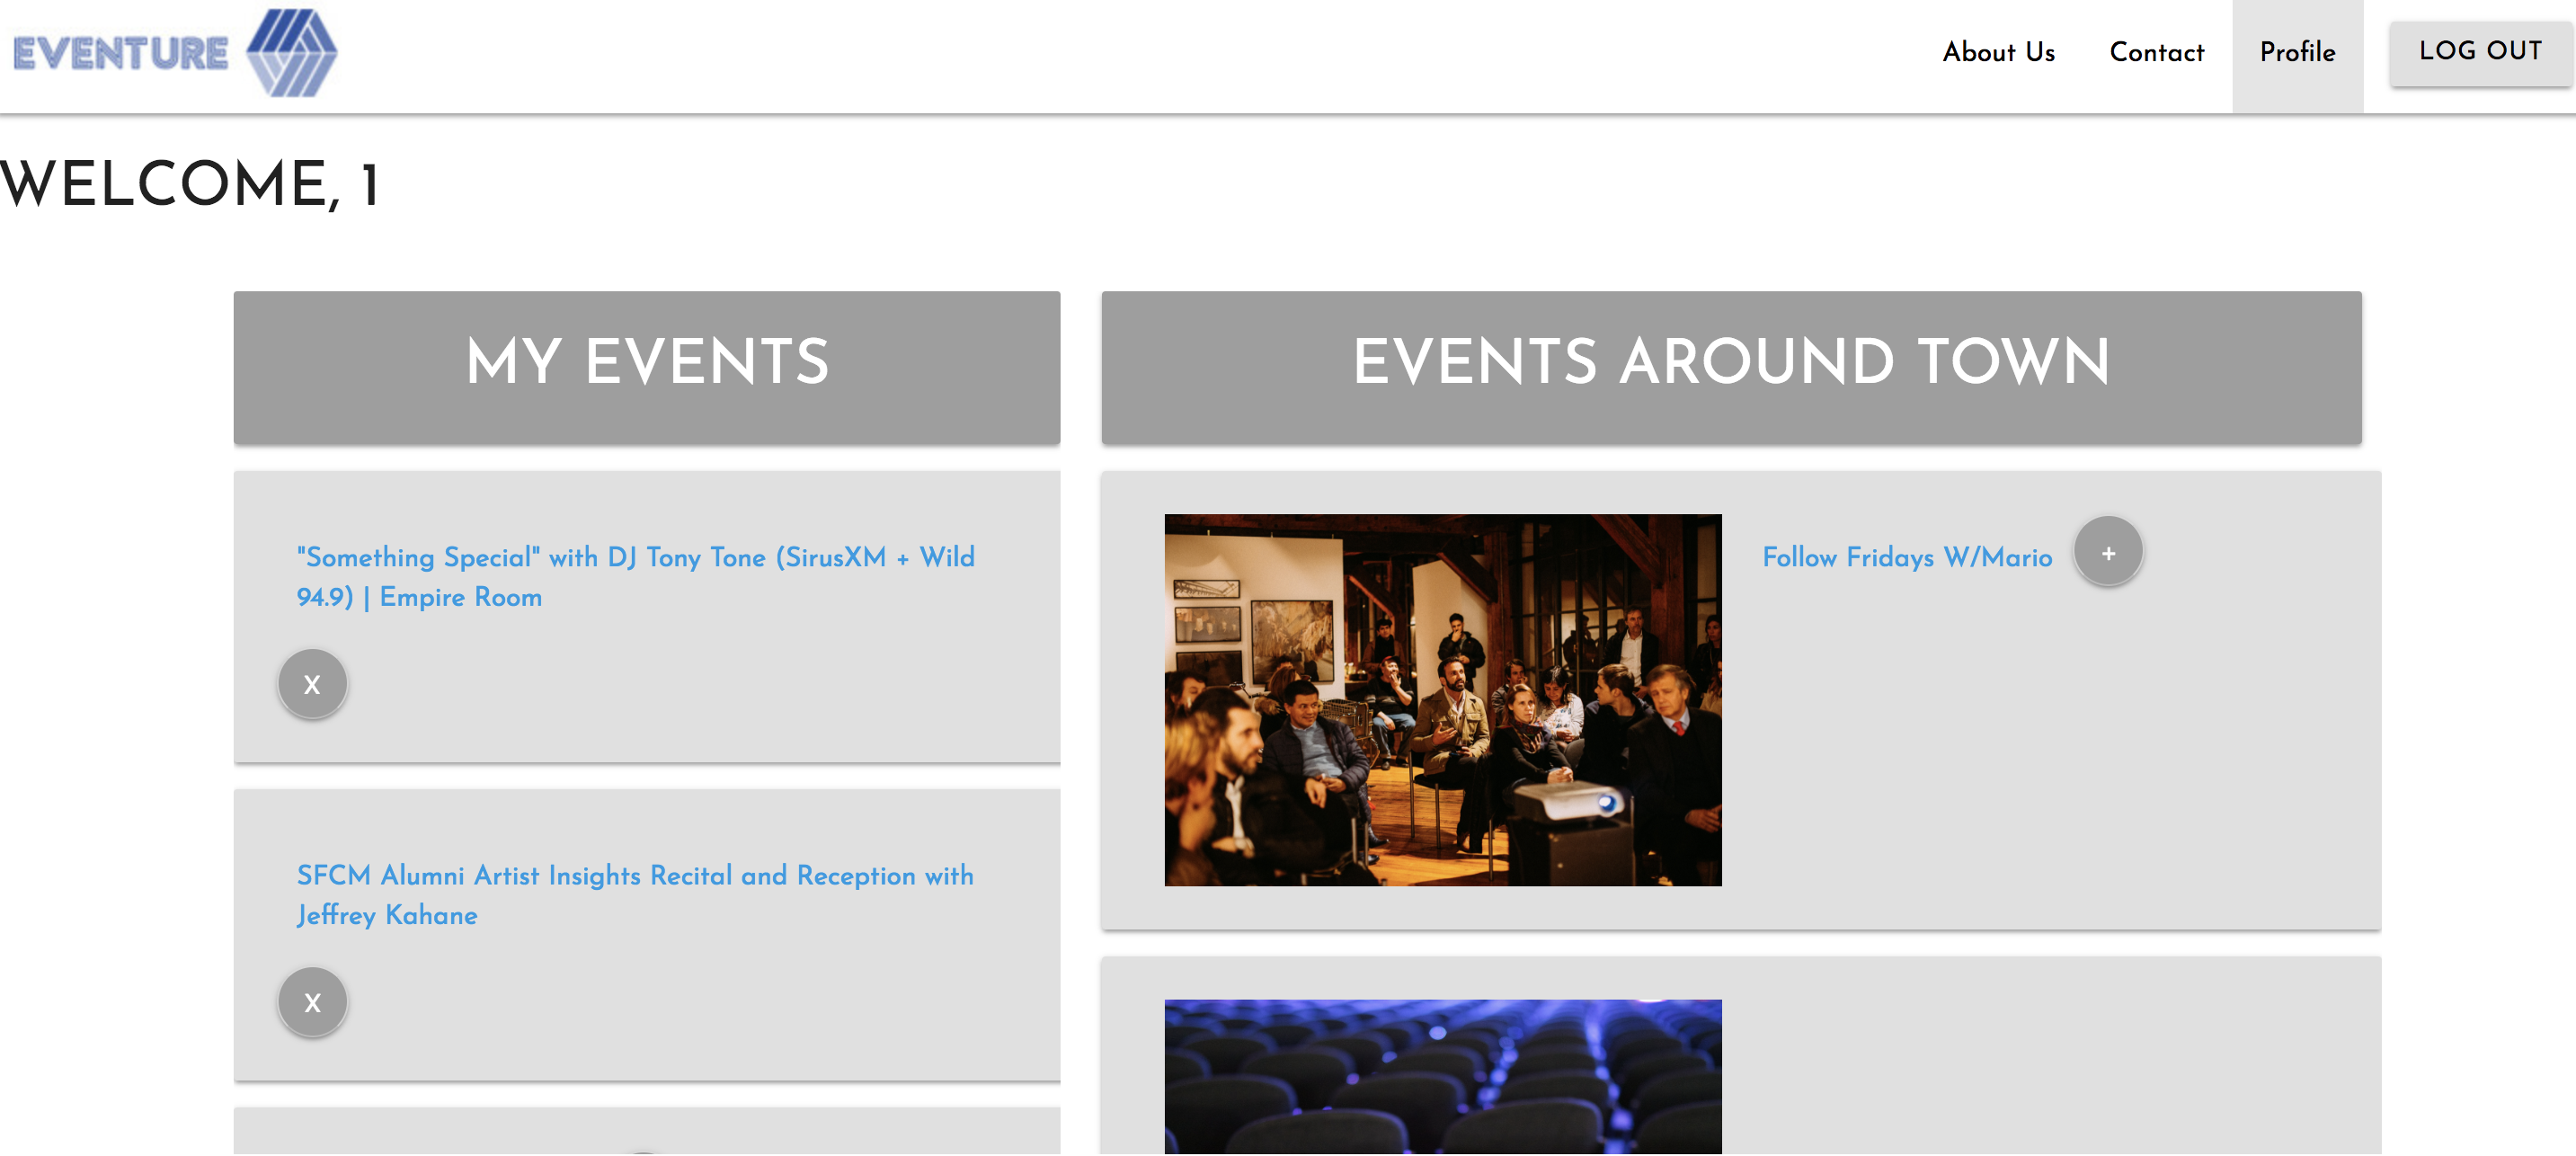 EVENTURE
About Us
Contact
Profile
LOG OUT
WELCOME, 1
MY EVENTS
"Something Special" with DJ Tony Tone (SirusXM + Wild
94.9) | Empire Room
X
SFCM Alumni Artist Insights Recital and Reception with
Jeffrey Kahane
X
EVENTS AROUND TOWN
Follow Fridays W/Mario
+